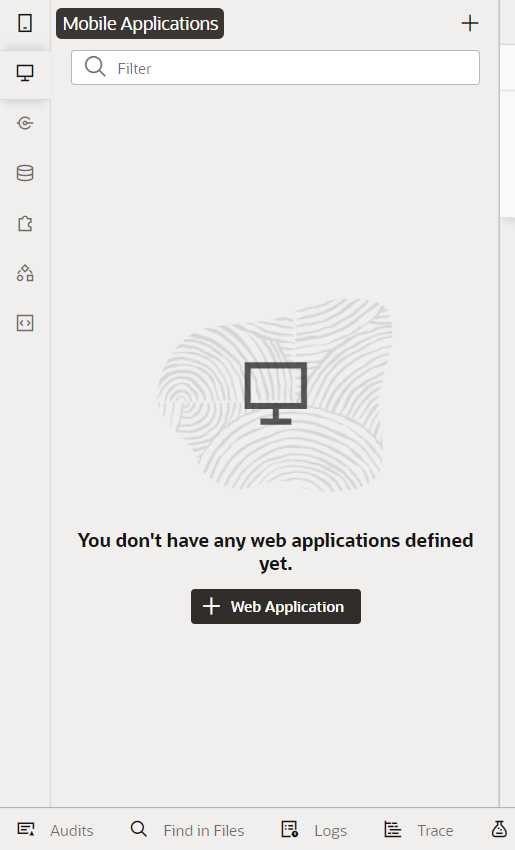 Mobile Applications
Filter
You don't have any web applications defined
yet.
Web Application
Audits
Find in Files
Logs
Trace